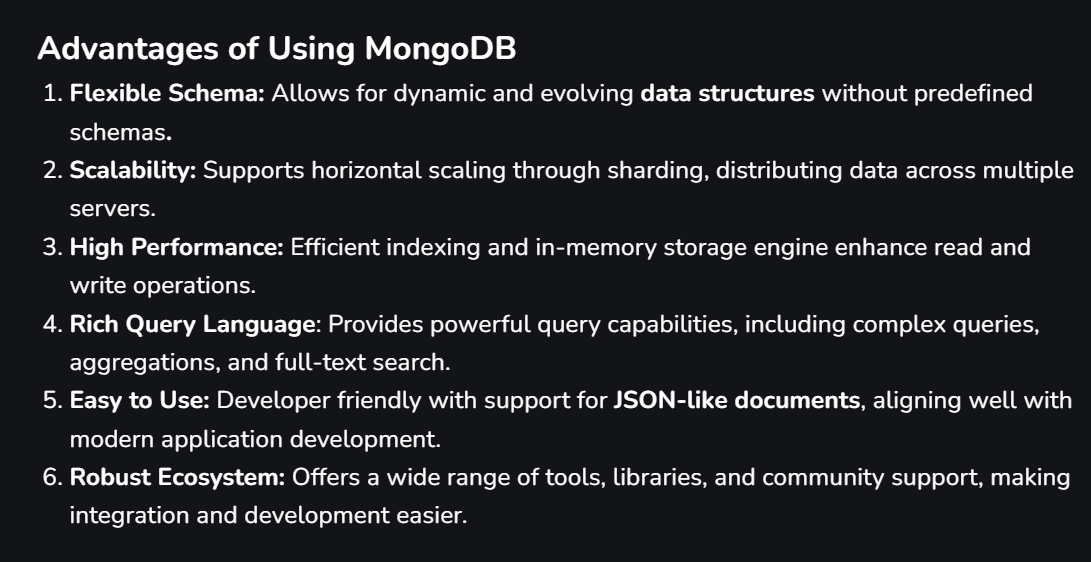 Advantages of Using MongoDB
1. Flexible Schema: Allows for dynamic and evolving data structures without predefined
schemas.
2. Scalability: Supports horizontal scaling through sharding, distributing data across multiple
servers.
3. High Performance: Efficient indexing and in-memory storage engine enhance read and
write operations.
4. Rich Query Language: Provides powerful query capabilities, including complex queries,
aggregations, and full-text search.
5. Easy to Use: Developer friendly with support for JSON-like documents, aligning well with
modern application development.
6. Robust Ecosystem: Offers a wide range of tools, libraries, and community support, making
integration and development easier.